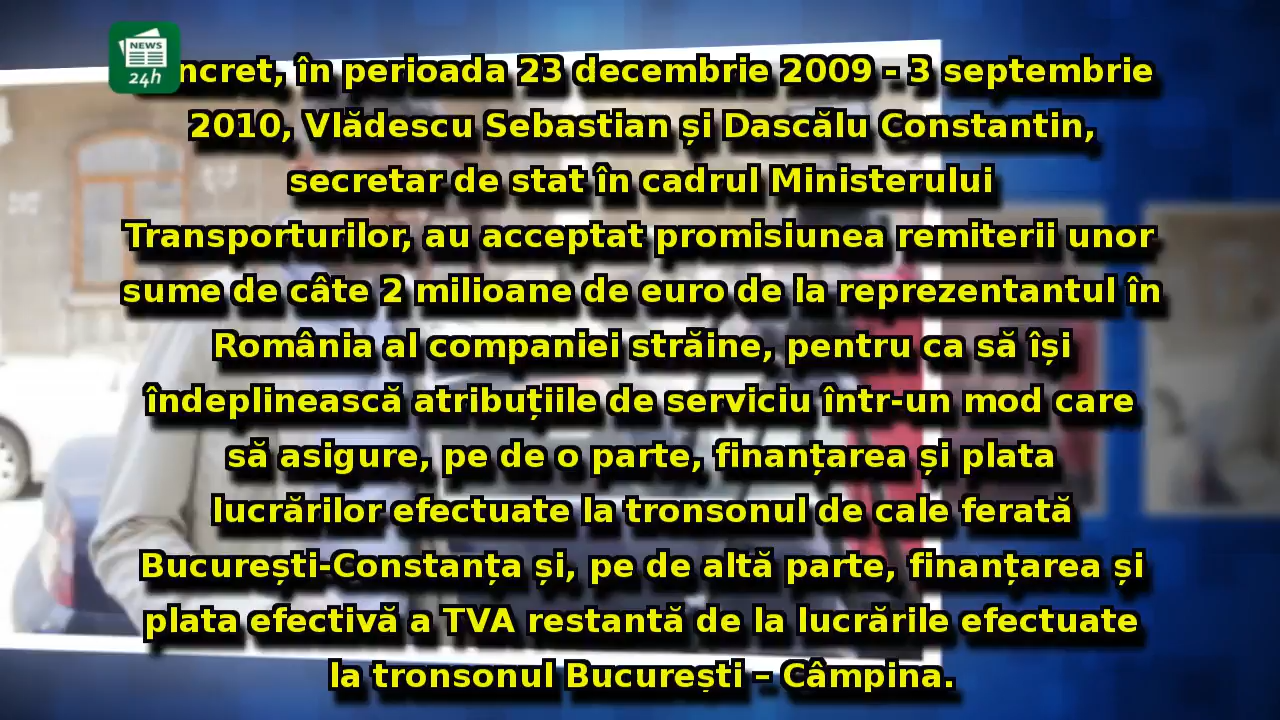 NEWS
24h
ncret, în perioada 23 decembrie 2009 - 3 septembrie
2010, Vlădescu Sebastian și Dascălu Constantin,
secretar de stat în cadrul Ministerului
Transporturilor, au acceptat promisiunea remiterii unor
sume de câte 2 milioane de euro de la reprezentantul în
România al companiei străine, pentru ca să își
îndeplinească atribuțiile de serviciu într-un mod care
să asigure, pe de o parte, finanțarea și plata
lucrărilor efectuate la tronsonul de cale ferată
București-Constanța și, pe de altă parte, finanțarea și
plata efectivă a TVA restantă de la lucrările efectuate
la tronsonul București – Câmpina.